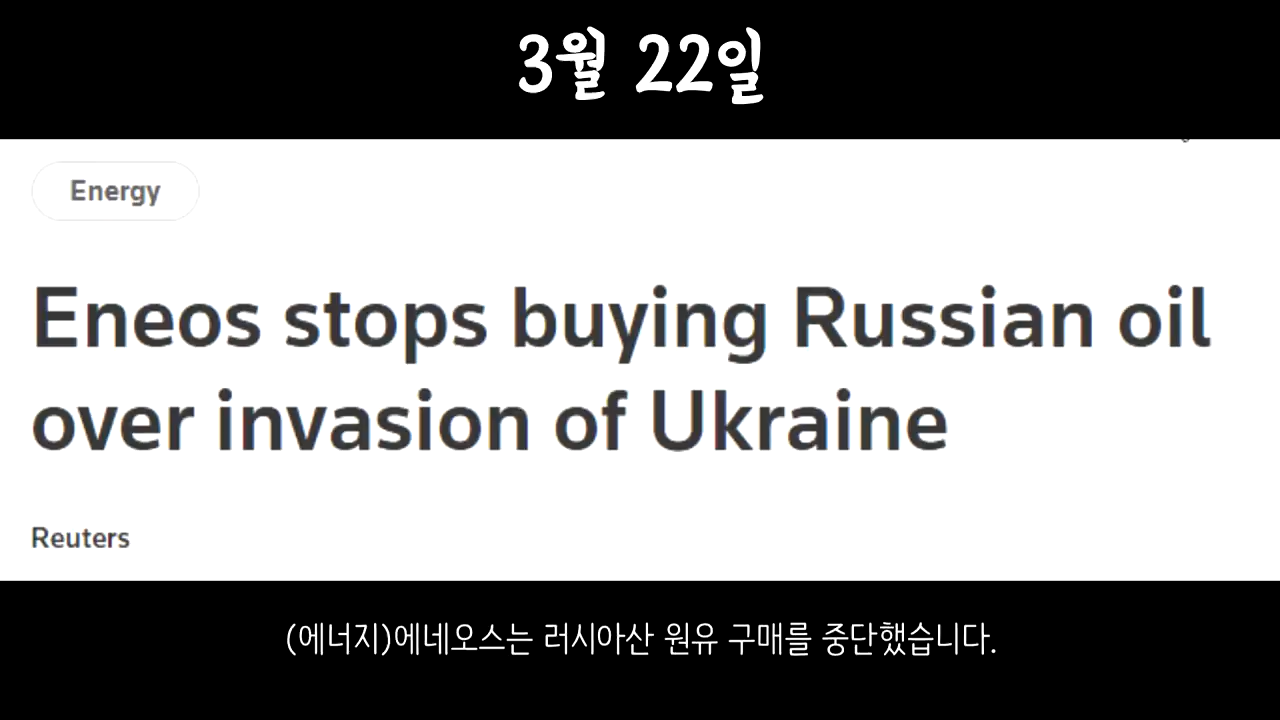 3월 22일
Energy
Eneos stops buying Russian oil
over invasion of Ukraine
Reuters
(에너지)에네오스는 러시아산 원유 구매를 중단했습니다.